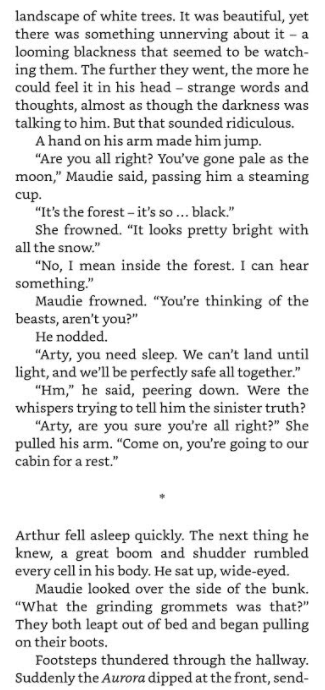 landscape of white trees. It was beautiful, yet
there was something unnerving about it – a
looming blackness that seemed to be watch-
ing them. The further they went, the more he
could feel it in his head – strange words and
thoughts, almost as though the darkness was
talking to him. But that sounded ridiculous.
A hand on his arm made him jump.
“Are you all right? You’ve gone pale as the
moon,” Maudie said, passing him a steaming
cup.
“It’s the forest – it’s so … black.”
She frowned. “It looks pretty bright with
all the snow.”
“No, I mean inside the forest. I can hear
something.”
Maudie frowned. “You’re thinking of the
beasts, aren’t you?”
He nodded.
“Arty, you need sleep. We can’t land until
light, and we’ll be perfectly safe all together.”
“Hm,” he said, peering down. Were the
whispers trying to tell him the sinister truth?
“Arty, are you sure you’re all right?” She
pulled his arm. “Come on, you’re going to our
cabin for a rest.”
*
Arthur fell asleep quickly. The next thing he
knew, a great boom and shudder rumbled
every cell in his body. He sat up, wide-eyed.
Maudie looked over the side of the bunk.
“What the grinding grommets was that?”
They both leapt out of bed and began pulling
on their boots.
Footsteps thundered through the hallway.
Suddenly the Aurora dipped at the front, send-